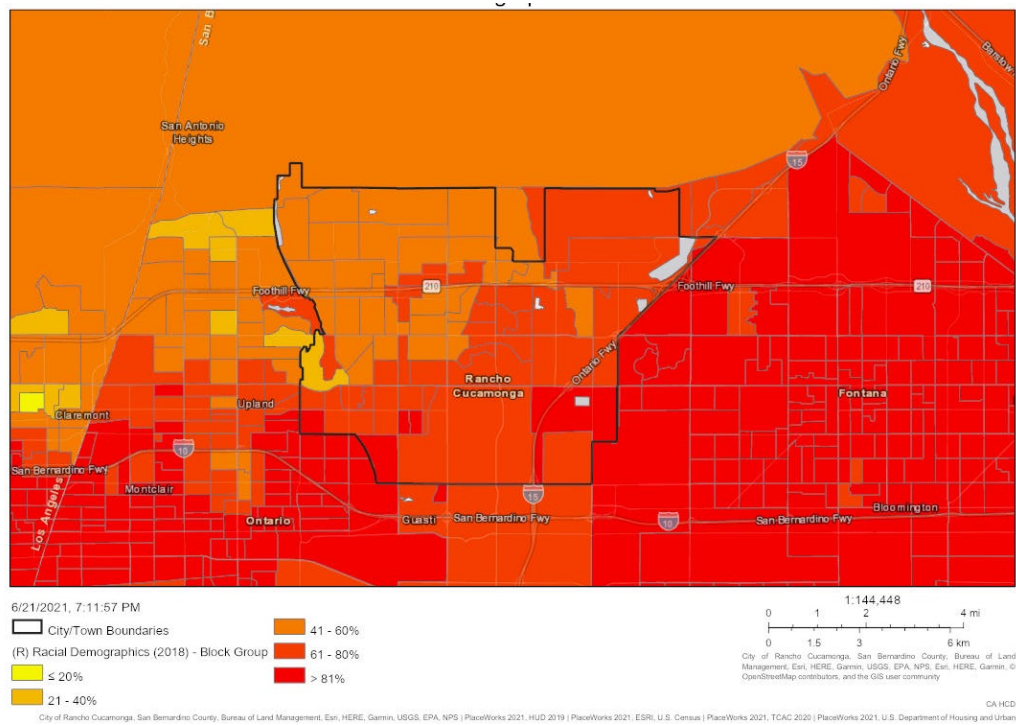 San B
Ontario Fwy
Barstow
San Antonio
Heights
15
Foothill Fwy
210
Foothill Fwy
210
Ontario Fwy
Rancho
Cucamonga
Fontana
Claremont
Upland
10
San Bernardino Fwy
Montclair
Los Angeles
Ontario
Guasti
15
San Bernardino Fwy
10
San Bernardino Fwy
Bloomington
6/21/2021, 7:11:57 PM
City/Town Boundaries
(R) Racial Demographics (2018) - Block Group
≤ 20%
21 - 40%
41 - 60%
61 - 80%
> 81%
1:144,448
0 1 2 4 mi
0 1.5 3 6 km
City of Rancho Cucamonga, San Bernardino County, Bureau of Land
Management, Esri, HERE, Garmin, USGS, EPA, NPS, Esri, HERE, Garmin, ©
OpenStreetMap contributors, and the GIS user community
CA HCD
City of Rancho Cucamonga, San Bernardino County, Bureau of Land Management, Esri, HERE, Garmin, USGS, EPA, NPS | PlaceWorks 2021, HUD 2019 | PlaceWorks 2021, ESRI, U.S. Census | PlaceWorks 2021, TCAC 2020 | PlaceWorks 2021, U.S. Department of Housing and Urban